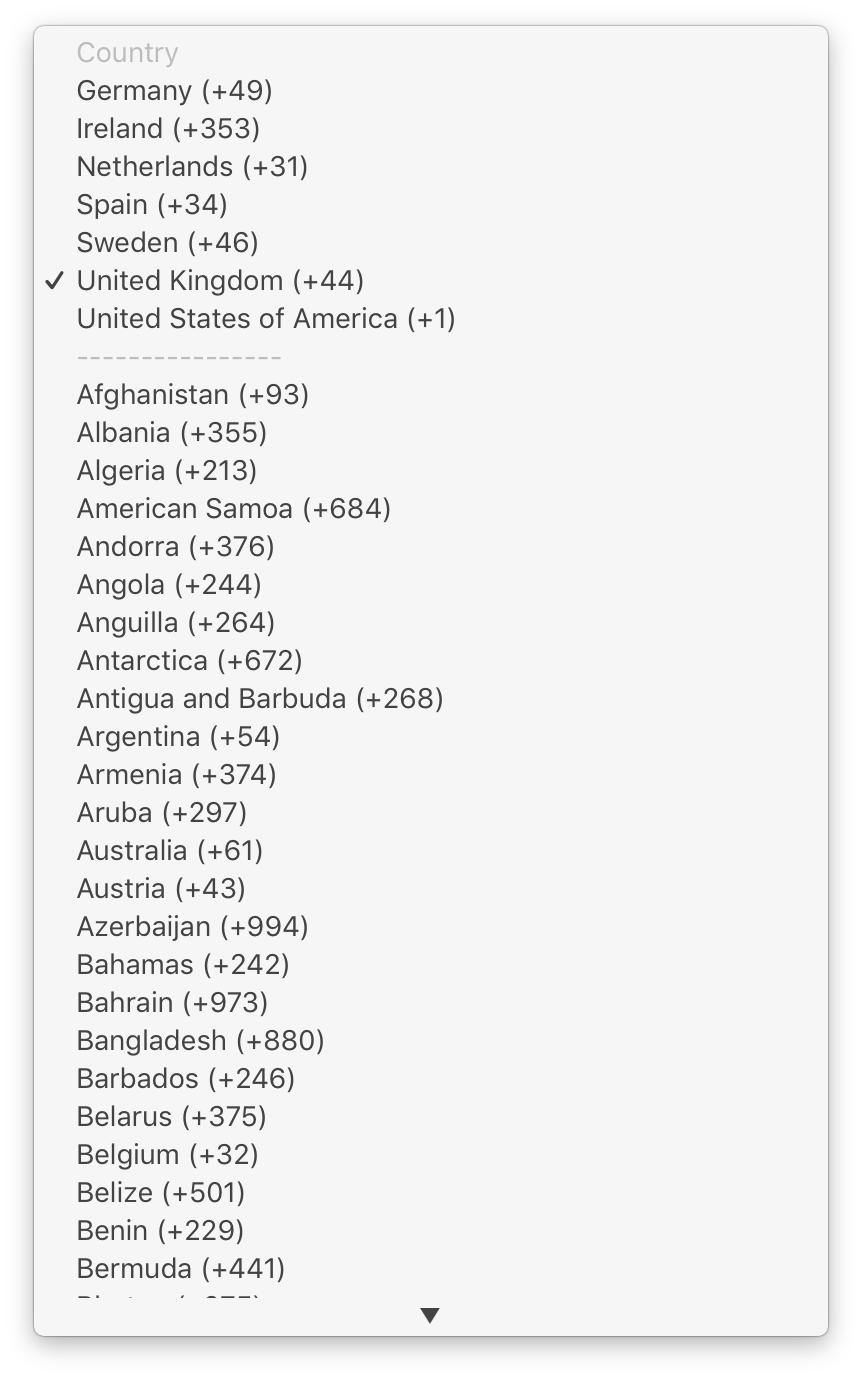 Country
Germany (+49)
Ireland (+353)
Netherlands (+31)
Spain (+34)
Sweden (+46)
✓ United Kingdom (+44)
United States of America (+1)
----------------
Afghanistan (+93)
Albania (+355)
Algeria (+213)
American Samoa (+684)
Andorra (+376)
Angola (+244)
Anguilla (+264)
Antarctica (+672)
Antigua and Barbuda (+268)
Argentina (+54)
Armenia (+374)
Aruba (+297)
Australia (+61)
Austria (+43)
Azerbaijan (+994)
Bahamas (+242)
Bahrain (+973)
Bangladesh (+880)
Barbados (+246)
Belarus (+375)
Belgium (+32)
Belize (+501)
Benin (+229)
Bermuda (+441)